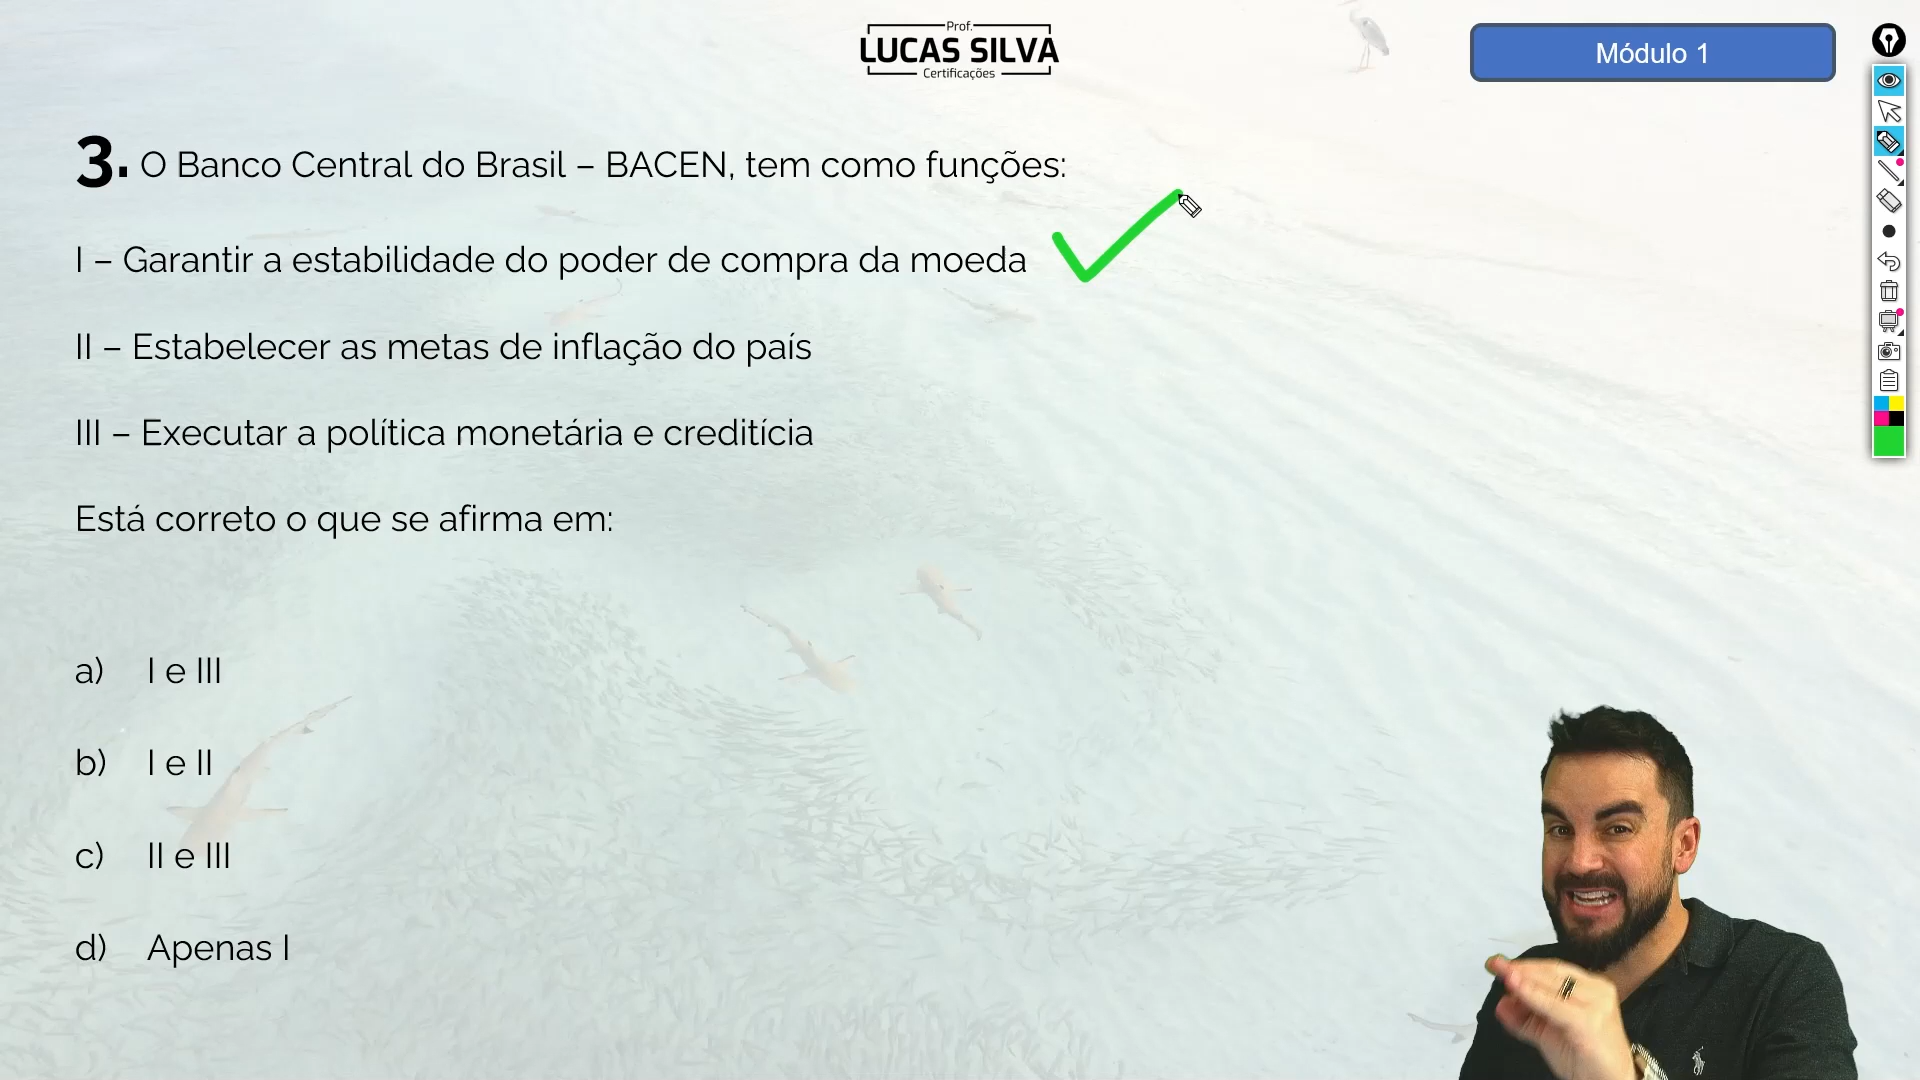 Prof.
LUCAS SILVA
Certificações
Módulo 1
3. O Banco Central do Brasil – BACEN, tem como funções:
I – Garantir a estabilidade do poder de compra da moeda
II – Estabelecer as metas de inflação do país
III – Executar a política monetária e creditícia
Está correto o que se afirma em:
a) I e III
b) I e II
c) II e III
d) Apenas I